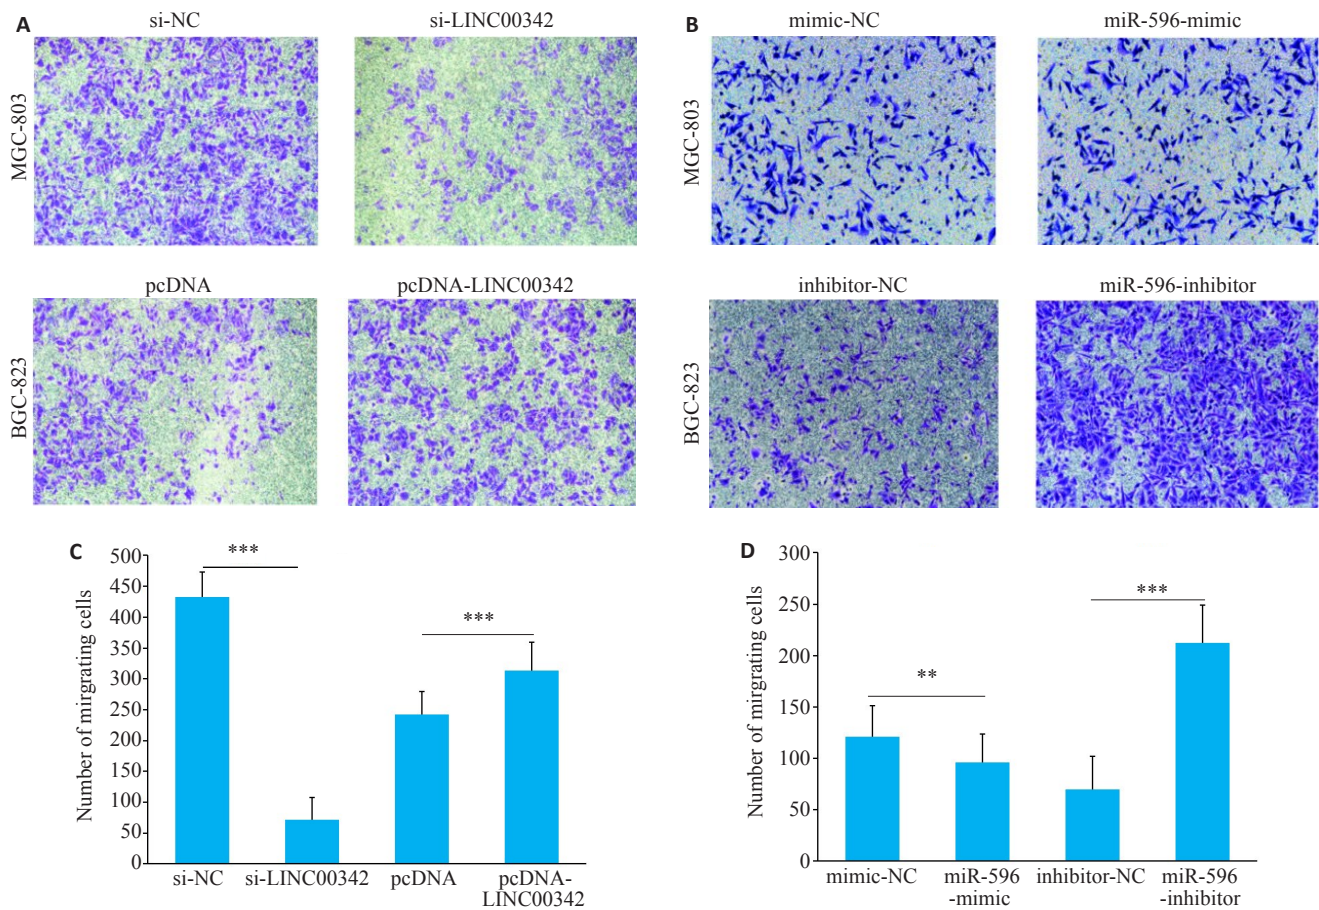 A
si-NC
si-LINC00342
MGC-803
pcDNA
pcDNA-LINC00342
BGC-823
B
mimic-NC
miR-596-mimic
MGC-803
inhibitor-NC
miR-596-inhibitor
BGC-823
C
Number of mirgrating cells
500
450
400
350
300
250
200
150
100
50
0
***
***
si-NC
si-LINC00342
pcDNA
pcDNA-
LINC00342
D
Number of mirgrating cells
300
250
200
150
100
50
0
**
***
mimic-NC
miR-596
-mimic
inhibitor-NC
miR-596
-inhibitor